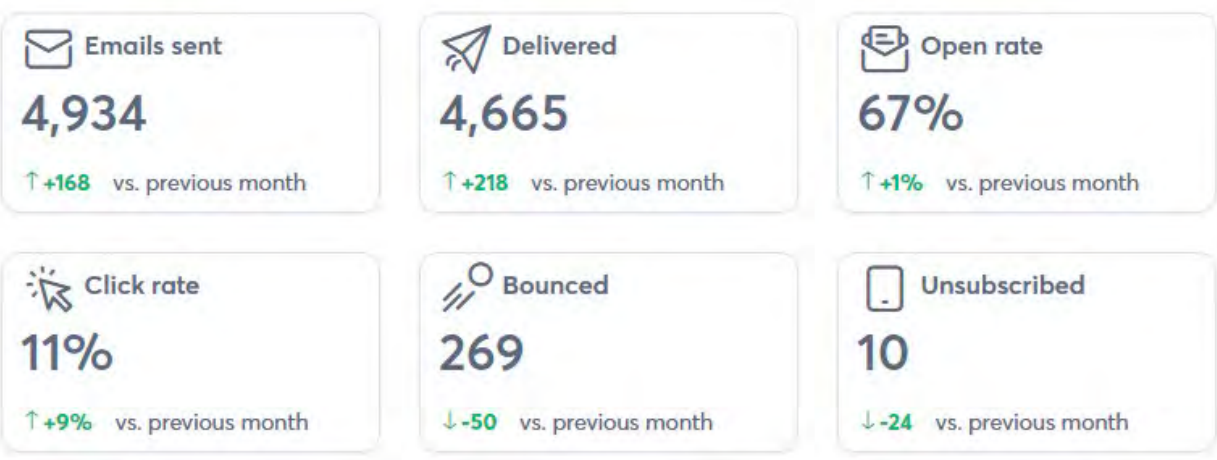 Emails sent
4,934
↑+168 vs. previous month
Delivered
4,665
↑+218 vs. previous month
Open rate
67%
↑+1% vs. previous month
Click rate
11%
↑+9% vs. previous month
Bounced
269
↓-50 vs. previous month
Unsubscribed
10
↓-24 vs. previous month